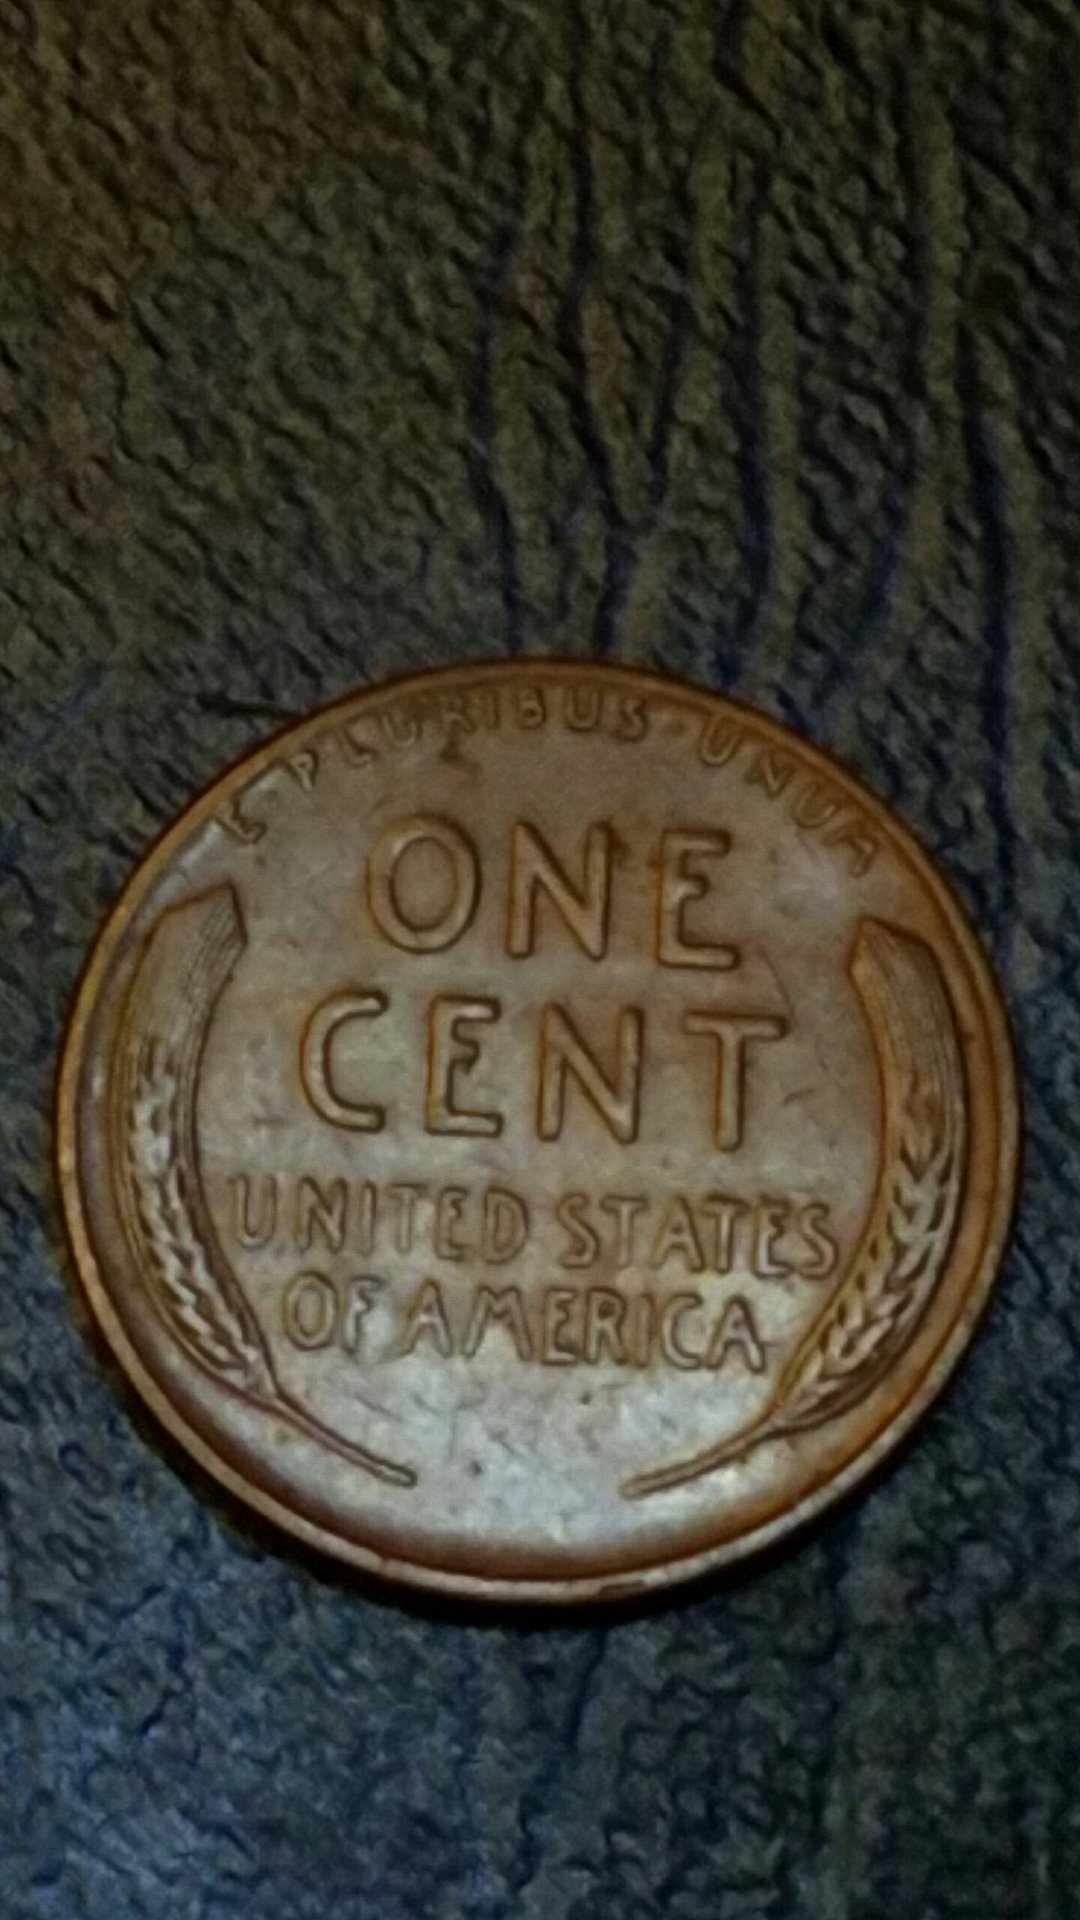 E · PLURIBUS · UNUM
ONE
CENT
UNITED STATES
OF AMERICA